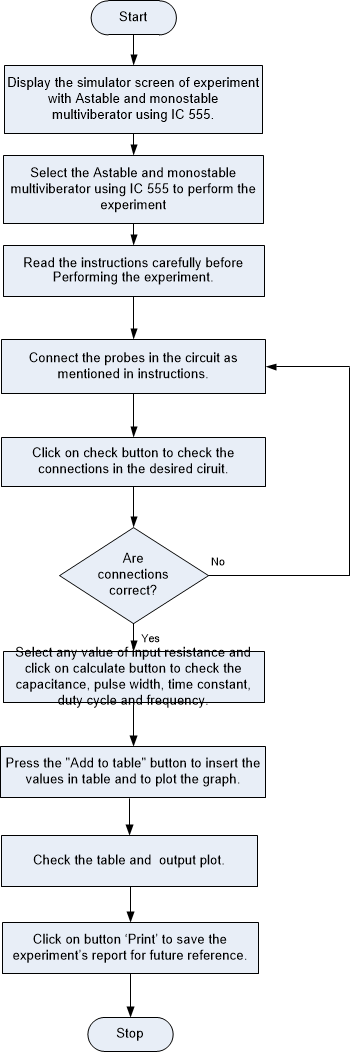 Start
Display the simulator screen of experiment
with Astable and monostable
multiviberator using IC 555.
Select the Astable and monostable
multiviberator using IC 555 to perform the
experiment
Read the instructions carefully before
Performing the experiment.
Connect the probes in the circuit as
mentioned in instructions.
Click on check button to check the
connections in the desired ciruit.
Are
connections
correct?
No
Yes
Select any value of input resistance and
click on calculate button to check the
capacitance, pulse width, time constant,
duty cycle and frequency.
Press the "Add to table" button to insert the
values in table and to plot the graph.
Check the table and output plot.
Click on button ‘Print’ to save the
experiment’s report for future reference.
Stop